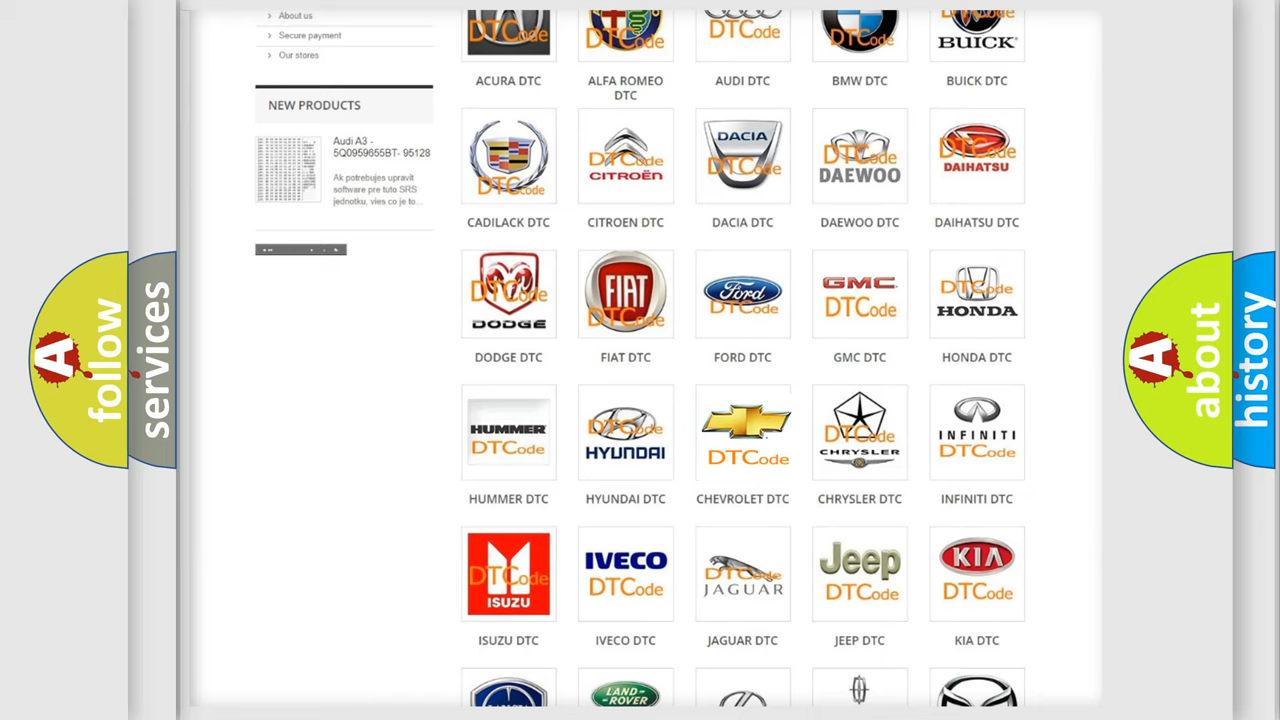 About us
Secure payment
Our stores
NEW PRODUCTS
Audi A3 -
5Q0959655BT- 95128
Ak potrebujes upravit
software pre tuto SRS
jednotku, vies co je to...
A follow
services
A about
history
DTCode
DTCode
DTCode
DTCode
BUICK
ACURA DTC
ALFA ROMEO
DTC
AUDI DTC
BMW DTC
BUICK DTC
DTCode
DTCode
CITROËN
DACIA
DTCode
DTCode
DAEWOO
DTCode
DAIHATSU
CADILACK DTC
CITROEN DTC
DACIA DTC
DAEWOO DTC
DAIHATSU DTC
DTCode
DODGE
FIAT
DTCode
Ford
DTCode
GMC
DTCode
DTCode
HONDA
DODGE DTC
FIAT DTC
FORD DTC
GMC DTC
HONDA DTC
HUMMER
DTCode
DTCode
HYUNDAI
DTCode
DTCode
CHRYSLER
INFINITI
DTCode
HUMMER DTC
HYUNDAI DTC
CHEVROLET DTC
CHRYSLER DTC
INFINITI DTC
DTCode
ISUZU
IVECO
DTCode
DTCode
JAGUAR
Jeep
DTCode
KIA
DTCode
ISUZU DTC
IVECO DTC
JAGUAR DTC
JEEP DTC
KIA DTC
LAND-
ROVER